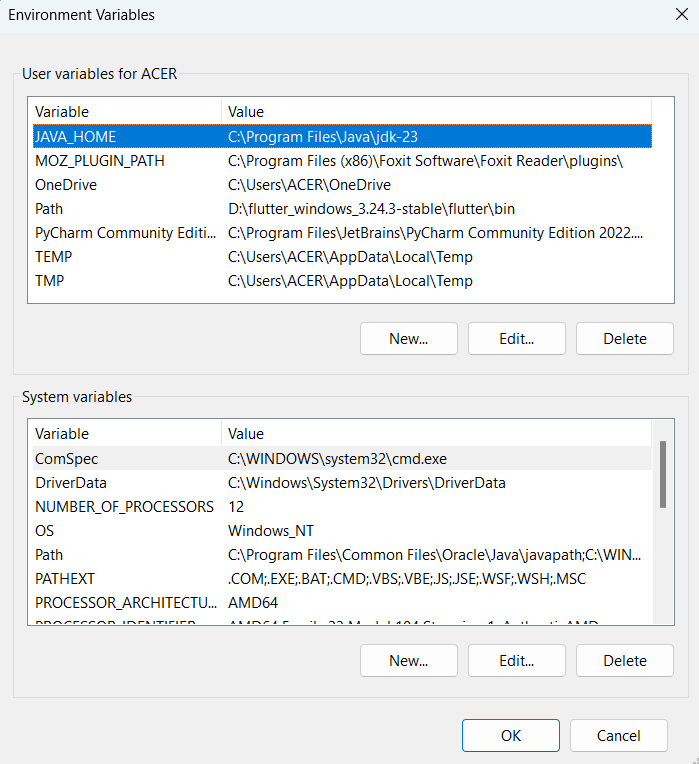 Environment Variables
User variables for ACER
Variable Value
JAVA_HOME C:\Program Files\Java\jdk-23
MOZ_PLUGIN_PATH C:\Program Files (x86)\Foxit Software\Foxit Reader\plugins\
OneDrive C:\Users\ACER\OneDrive
Path D:\flutter_windows_3.24.3-stable\flutter\bin
PyCharm Community Editi... C:\Program Files\JetBrains\PyCharm Community Edition 2022....
TEMP C:\Users\ACER\AppData\Local\Temp
TMP C:\Users\ACER\AppData\Local\Temp
New... Edit... Delete
System variables
Variable Value
ComSpec C:\WINDOWS\system32\cmd.exe
DriverData C:\Windows\System32\Drivers\DriverData
NUMBER_OF_PROCESSORS 12
OS Windows_NT
Path C:\Program Files\Common Files\Oracle\Java\javapath;C:\WIN...
PATHEXT .COM;.EXE;.BAT;.CMD;.VBS;.VBE;.JS;.JSE;.WSF;.WSH;.MSC
PROCESSOR_ARCHITECTU... AMD64
New... Edit... Delete
OK Cancel